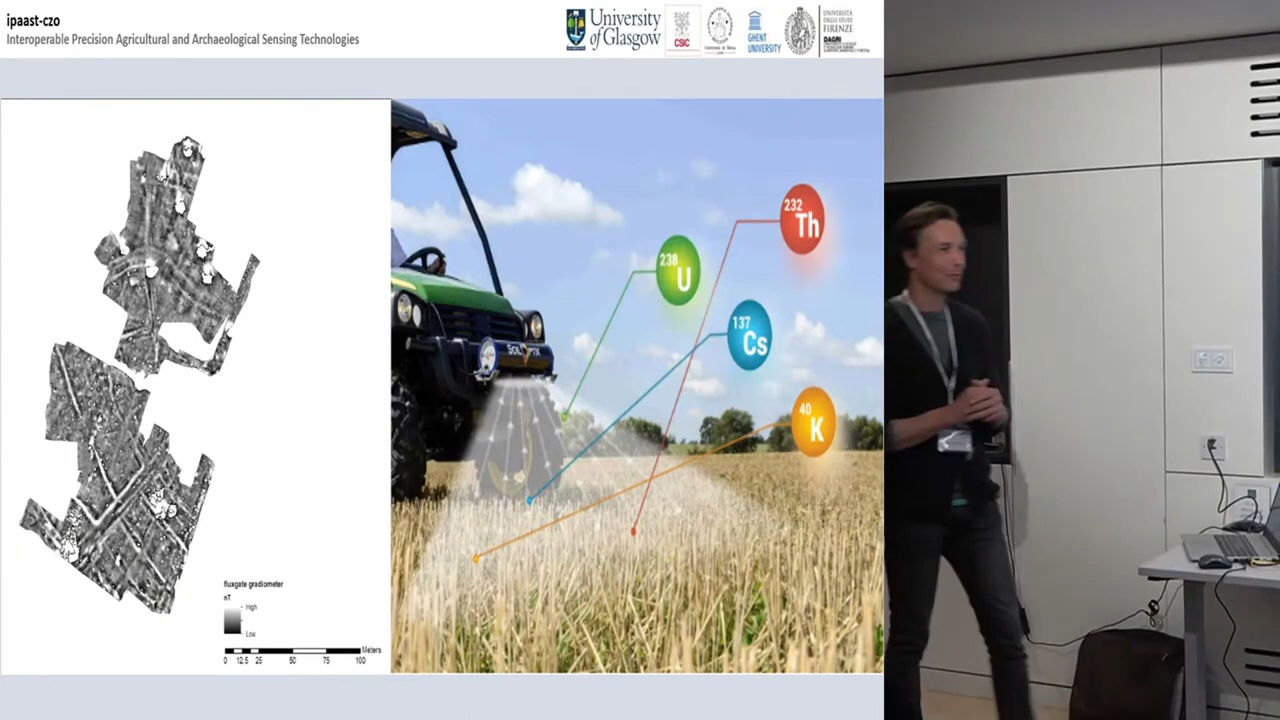 ipaast-czo
Interoperable Precision Agricultural and Archaeological Sensing Technologies
University
of Glasgow
CSIC
GHENT
UNIVERSITY
UNIVERSITÀ
DEGLI STUDI
FIRENZE
DAGRI
232
Th
238
U
137
Cs
40
K
fluxgate gradiometer
nT
High
Low
Meters
0 12.5 25 50 75 100